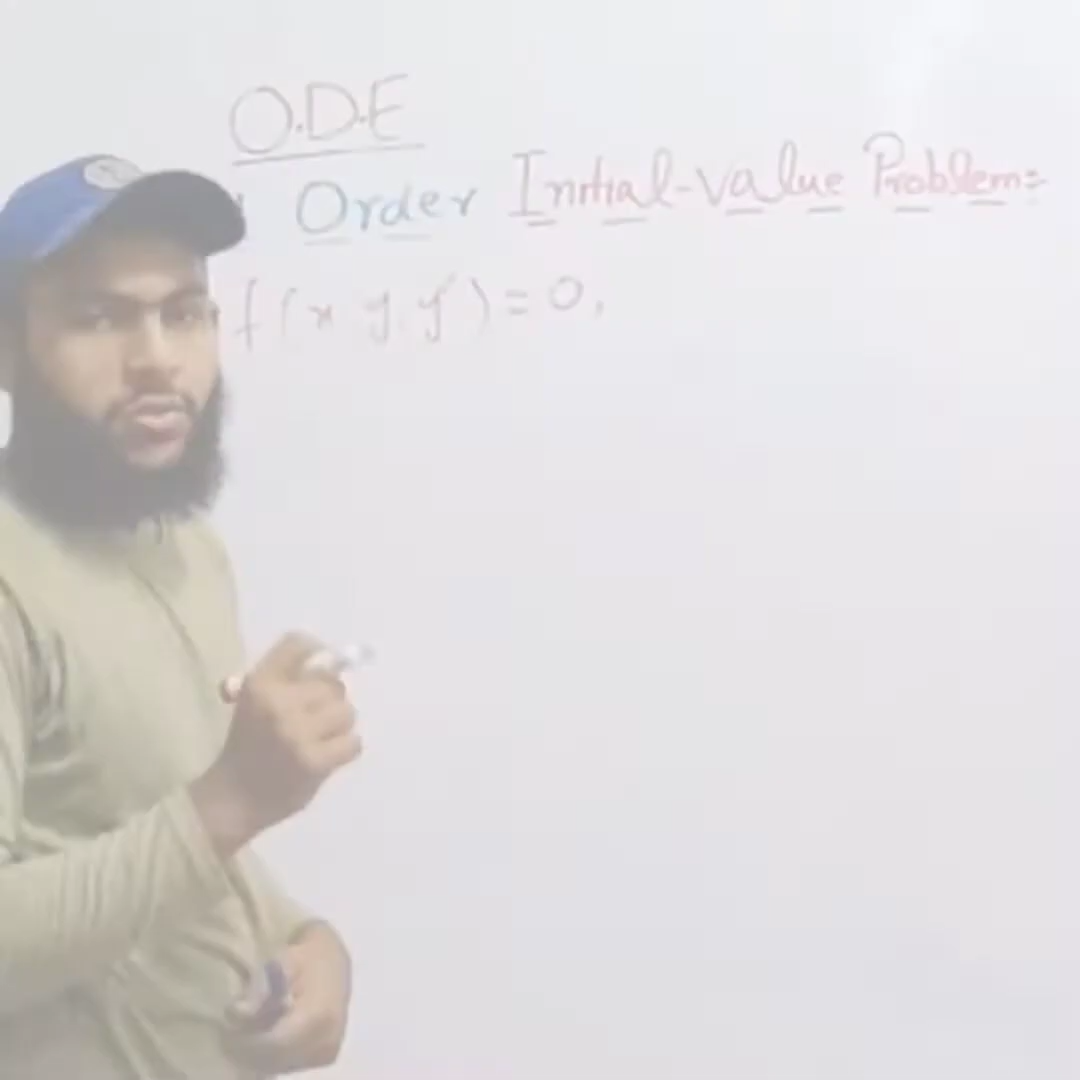 O.D.E
Order Initial-Value Problem:-
f(x, y, y') = 0,